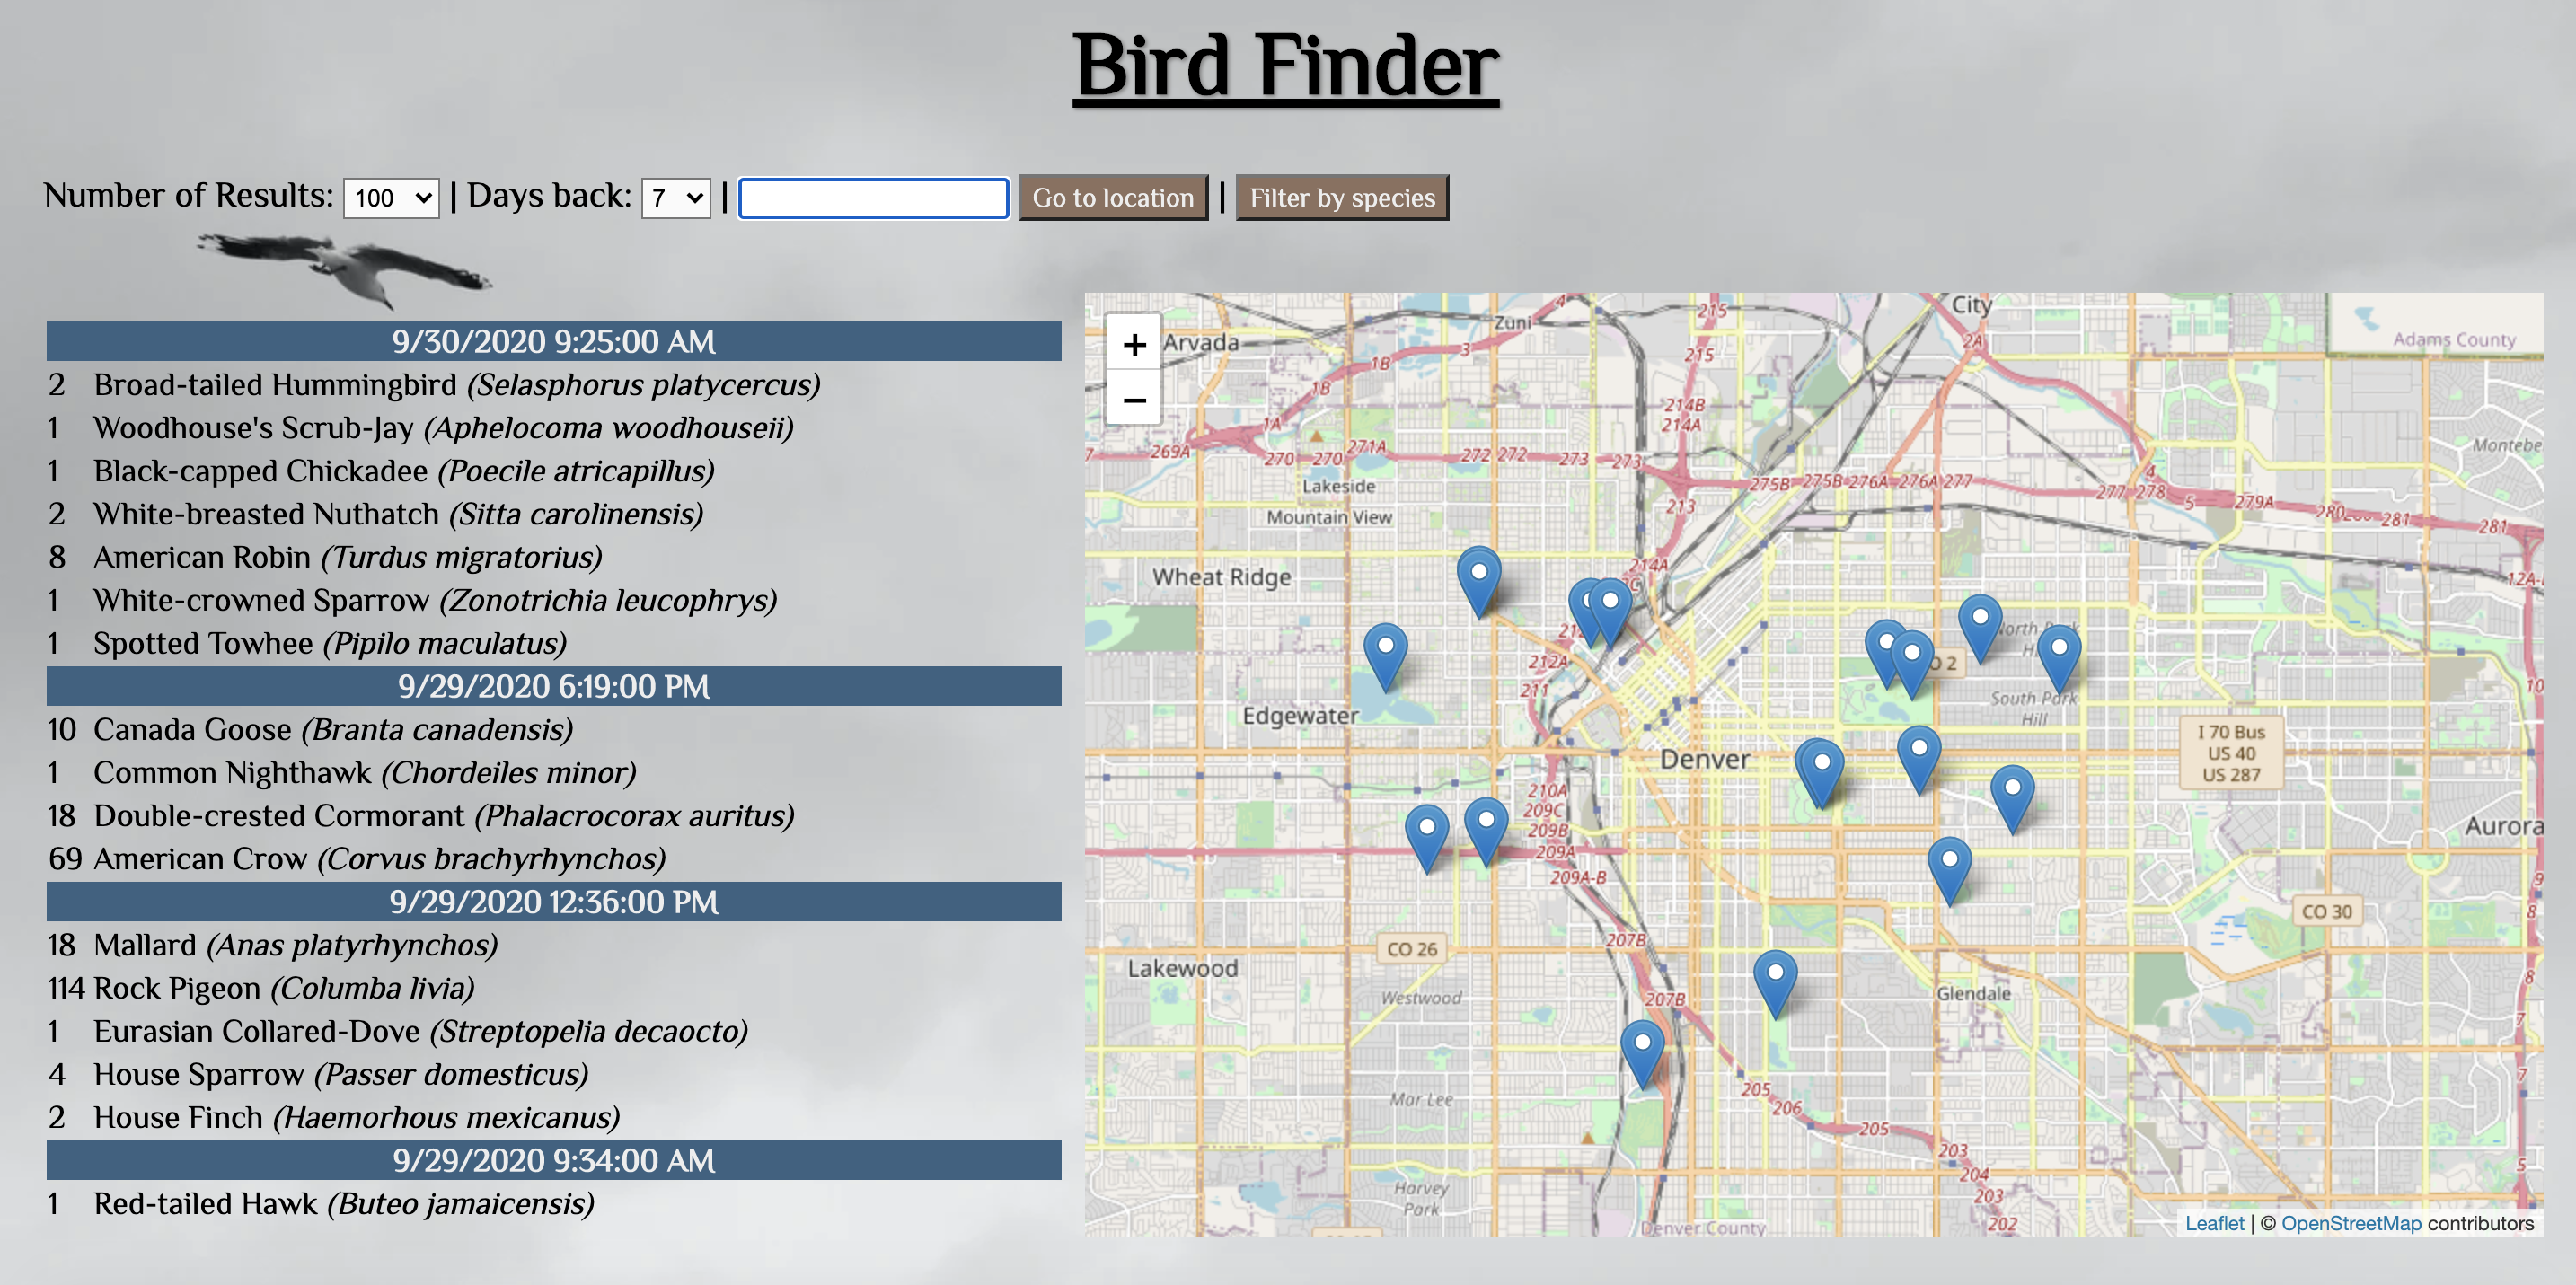 Bird Finder
Number of Results: 100 | Days back: 7 | Go to location | Filter by species
9/30/2020 9:25:00 AM
2 Broad-tailed Hummingbird (Selasphorus platycercus)
1 Woodhouse's Scrub-Jay (Aphelocoma woodhouseii)
1 Black-capped Chickadee (Poecile atricapillus)
2 White-breasted Nuthatch (Sitta carolinensis)
8 American Robin (Turdus migratorius)
1 White-crowned Sparrow (Zonotrichia leucophrys)
1 Spotted Towhee (Pipilo maculatus)
9/29/2020 6:19:00 PM
10 Canada Goose (Branta canadensis)
1 Common Nighthawk (Chordeiles minor)
18 Double-crested Cormorant (Phalacrocorax auritus)
69 American Crow (Corvus brachyrhynchos)
9/29/2020 12:36:00 PM
18 Mallard (Anas platyrhynchos)
114 Rock Pigeon (Columba livia)
1 Eurasian Collared-Dove (Streptopelia decaocto)
4 House Sparrow (Passer domesticus)
2 House Finch (Haemorhous mexicanus)
9/29/2020 9:34:00 AM
1 Red-tailed Hawk (Buteo jamaicensis)
+
−
City
4
215
Zuni
Arvada
3
2A
Adams County
215
1B
1B
214B
214A
1A
269A
270
270
271A
272
272
273
273
Montebe
4
Lakeside
275B
275B
276A
276A
277
277
278
5
279A
280
281
281
Mountain View
213
214A
Wheat Ridge
12A
North Park
212A
CO 2
211
South Park
Hill
10
Edgewater
I 70 Bus
US 40
US 287
Denver
210A
209C
209B
209A
Aurora
209A-B
9
CO 30
8
207B
CO 26
Lakewood
8
Westwood
207B
Glendale
7
205
206
Mar Lee
7
205
203
204
5
Harvey
Park
203
202
Denver County
Leaflet | © OpenStreetMap contributors